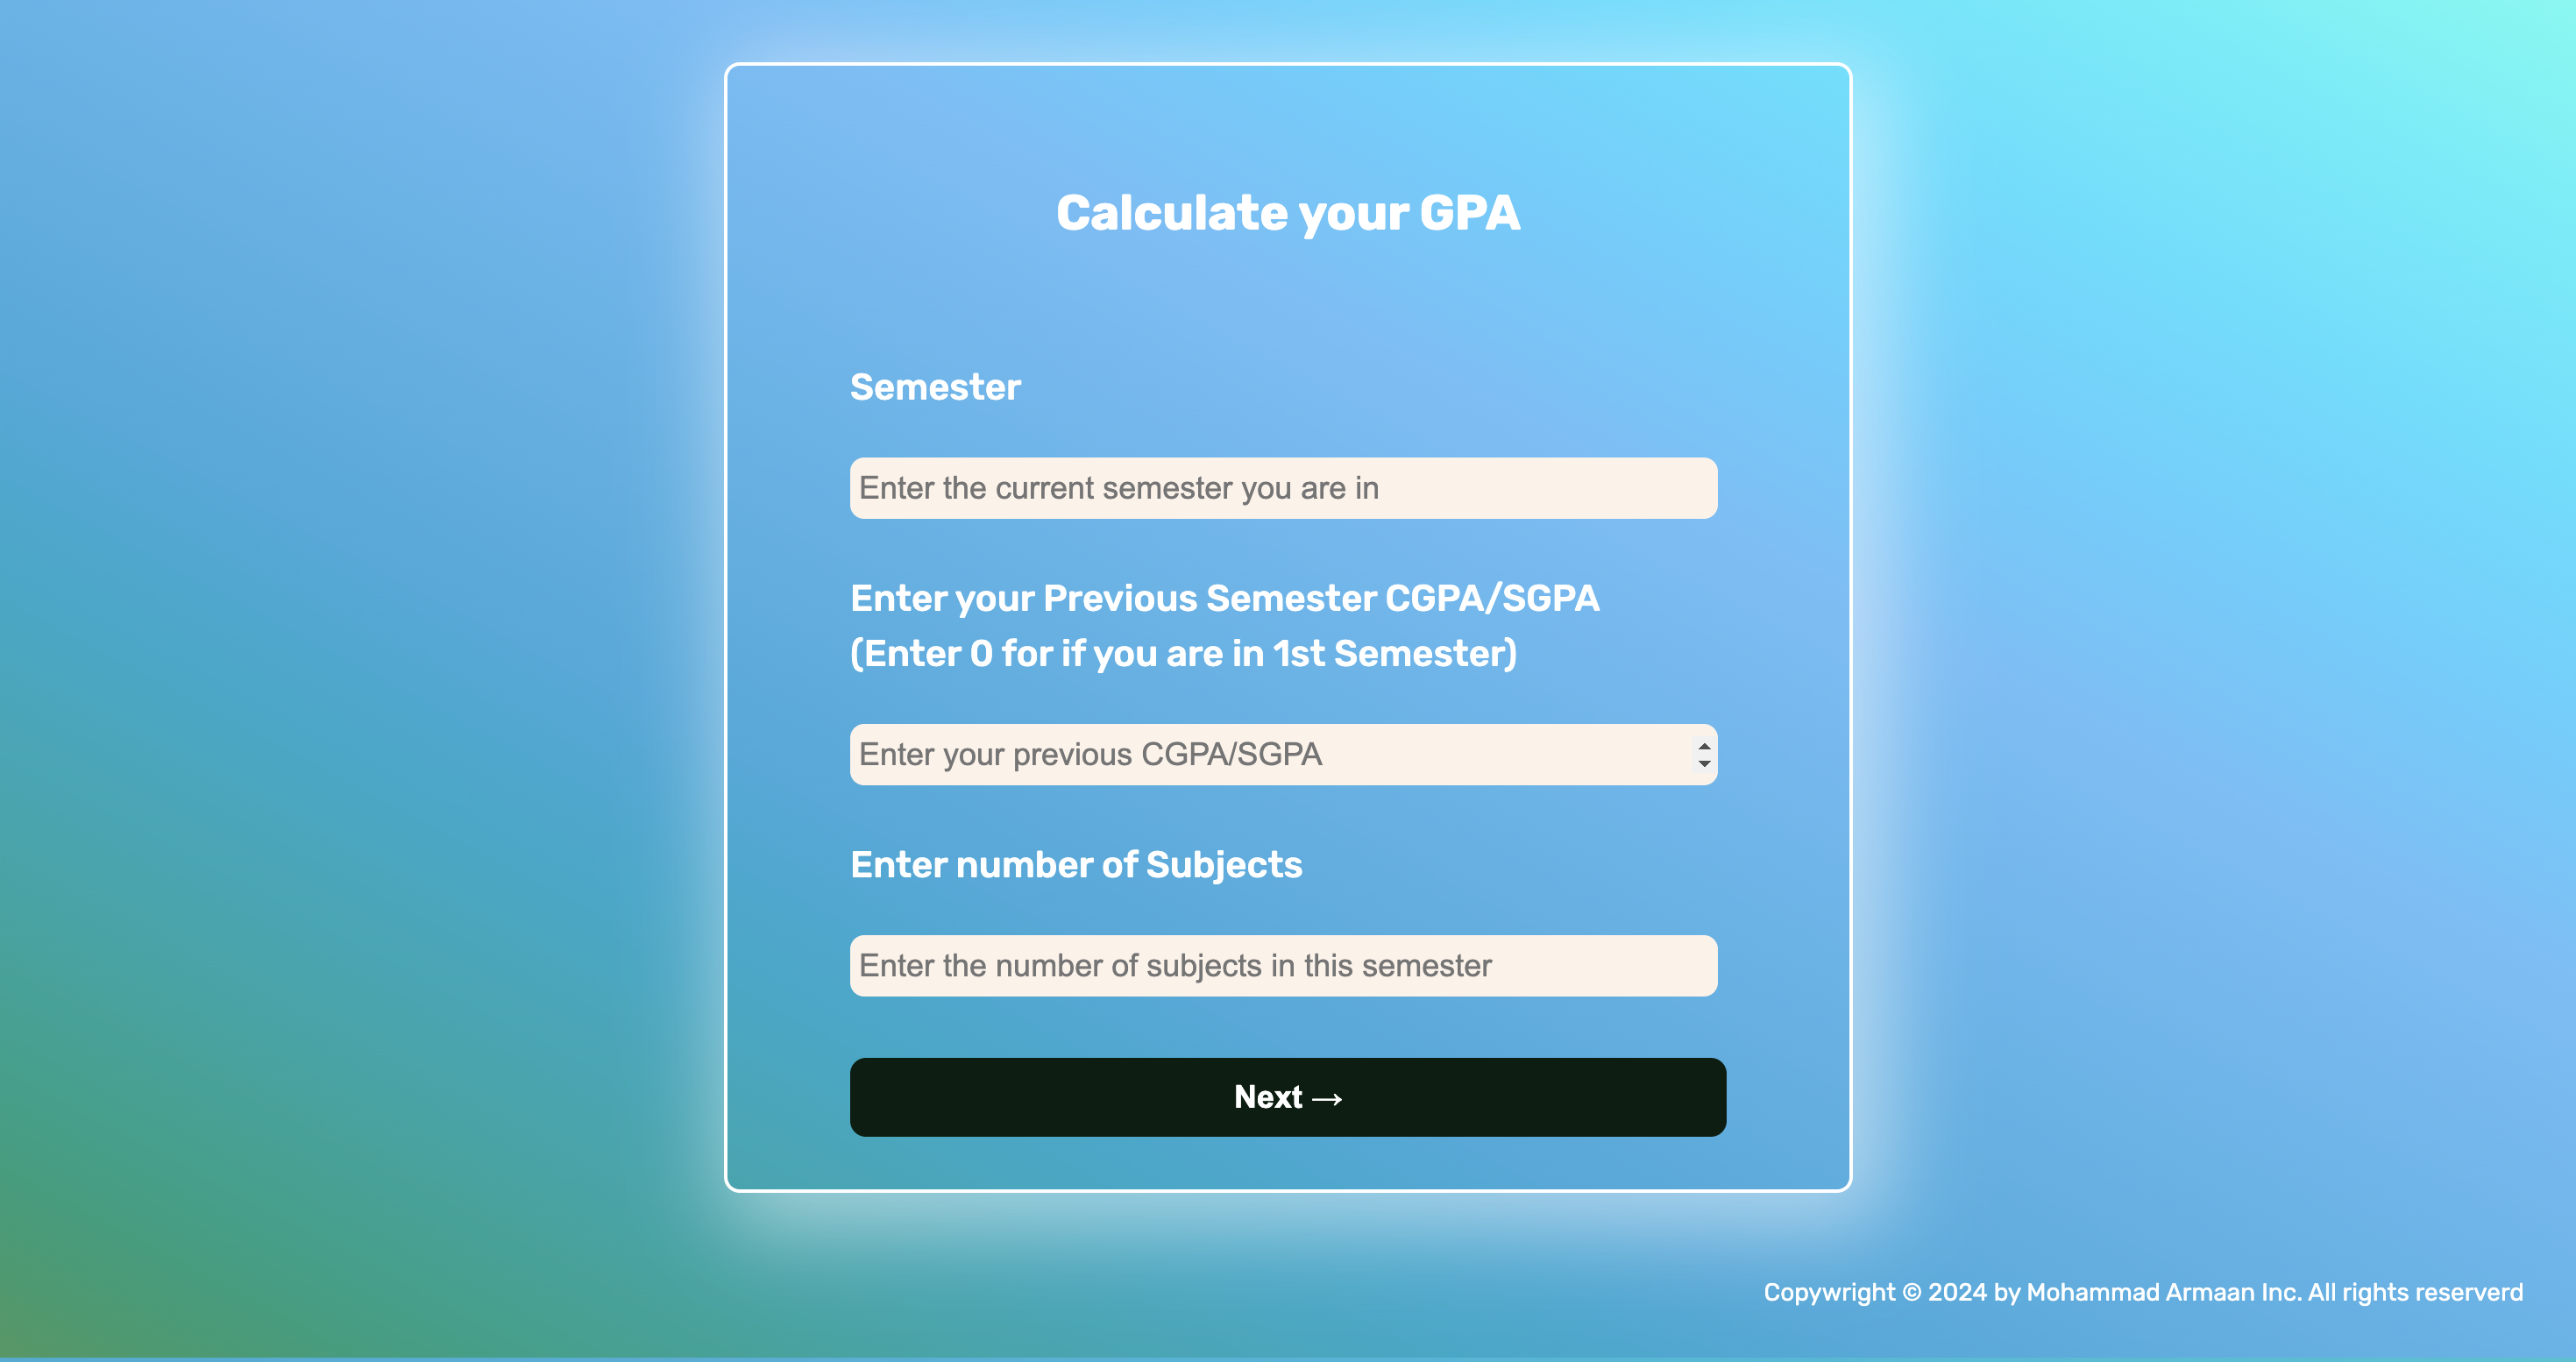 Calculate your GPA
Semester
Enter the current semester you are in
Enter your Previous Semester CGPA/SGPA
(Enter 0 for if you are in 1st Semester)
Enter your previous CGPA/SGPA
Enter number of Subjects
Enter the number of subjects in this semester
Next →
Copywright © 2024 by Mohammad Armaan Inc. All rights reserverd